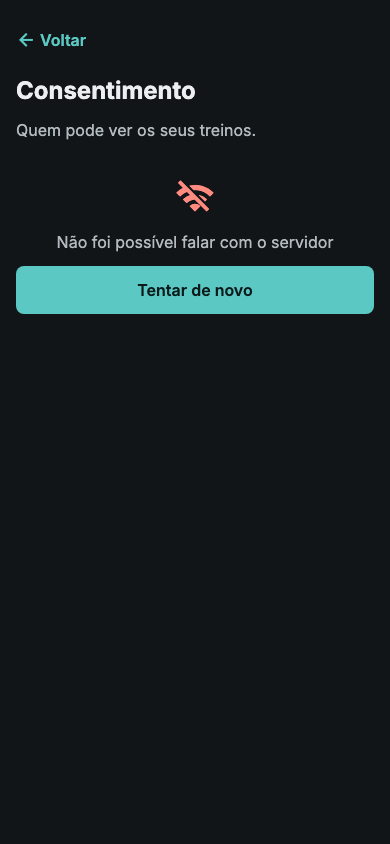 Voltar
Consentimento
Quem pode ver os seus treinos.
Não foi possível falar com o servidor
Tentar de novo